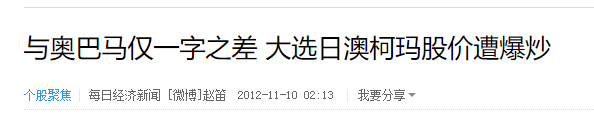 与奥巴马仅一字之差 大选日澳柯玛股价遭爆炒
个股聚焦 每日经济新闻 [微博]赵笛 2012-11-10 02:13 我要分享